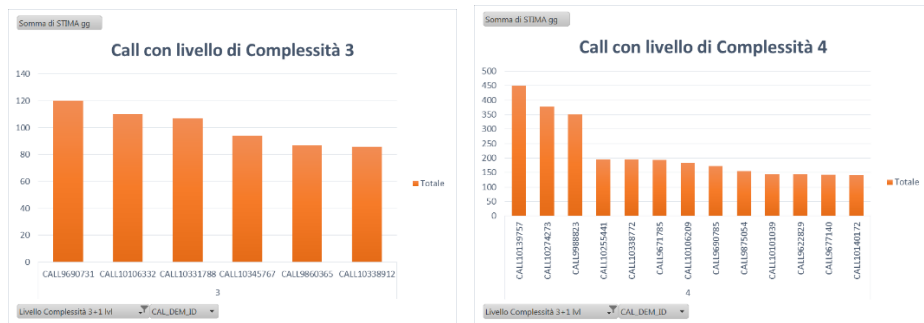 Somma di STIMA gg
Call con livello di Complessità 3
140
120
100
80
60
40
20
0
CALL9690731 CALL10106332 CALL10331788 CALL10345767 CALL9860365 CALL10338912
3
Totale
Livello Complessità 3+1 lvl CAL_DEM_ID
Somma di STIMA gg
Call con livello di Complessità 4
500
450
400
350
300
250
200
150
100
50
0
CALL10139757
CALL10274273
CALL9988823
CALL10255441
CALL10338772
CALL9671785
CALL10106209
CALL9690785
CALL9875054
CALL10101039
CALL9622829
CALL9677140
CALL10140172
4
Totale
Livello Complessità 3+1 lvl CAL_DEM_ID